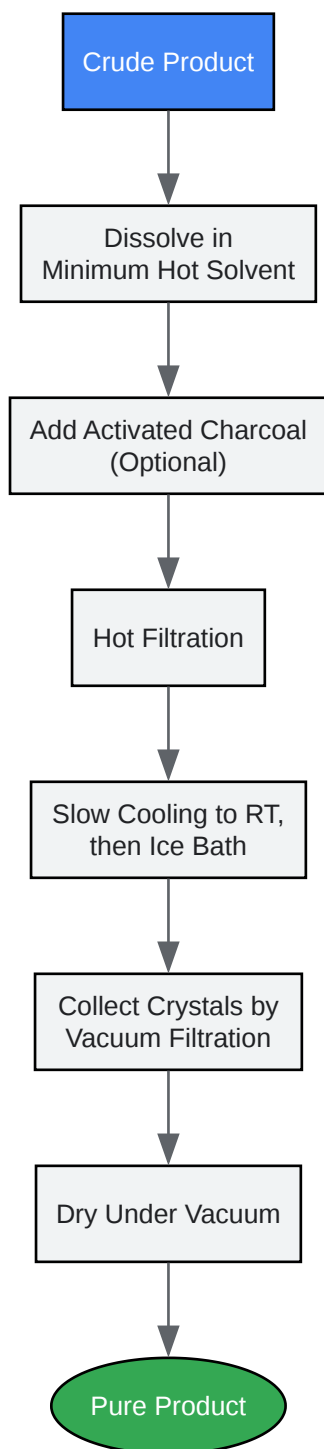 Crude Product
Dissolve in
Minimum Hot Solvent
Add Activated Charcoal
(Optional)
Hot Filtration
Slow Cooling to RT,
then Ice Bath
Collect Crystals by
Vacuum Filtration
Dry Under Vacuum
Pure Product